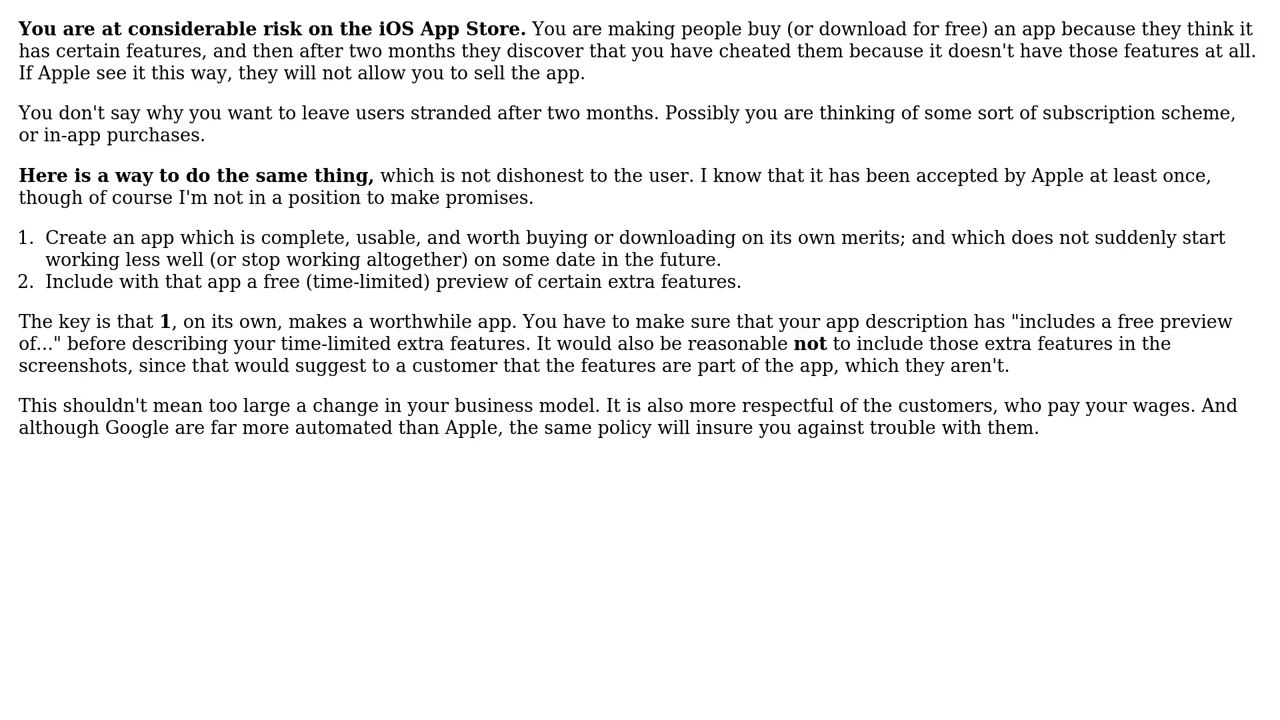 You are at considerable risk on the iOS App Store. You are making people buy (or download for free) an app because they think it
has certain features, and then after two months they discover that you have cheated them because it doesn't have those features at all.
If Apple see it this way, they will not allow you to sell the app.
You don't say why you want to leave users stranded after two months. Possibly you are thinking of some sort of subscription scheme,
or in-app purchases.
Here is a way to do the same thing, which is not dishonest to the user. I know that it has been accepted by Apple at least once,
though of course I'm not in a position to make promises.
1. Create an app which is complete, usable, and worth buying or downloading on its own merits; and which does not suddenly start
working less well (or stop working altogether) on some date in the future.
2. Include with that app a free (time-limited) preview of certain extra features.
The key is that 1, on its own, makes a worthwhile app. You have to make sure that your app description has "includes a free preview
of..." before describing your time-limited extra features. It would also be reasonable not to include those extra features in the
screenshots, since that would suggest to a customer that the features are part of the app, which they aren't.
This shouldn't mean too large a change in your business model. It is also more respectful of the customers, who pay your wages. And
although Google are far more automated than Apple, the same policy will insure you against trouble with them.